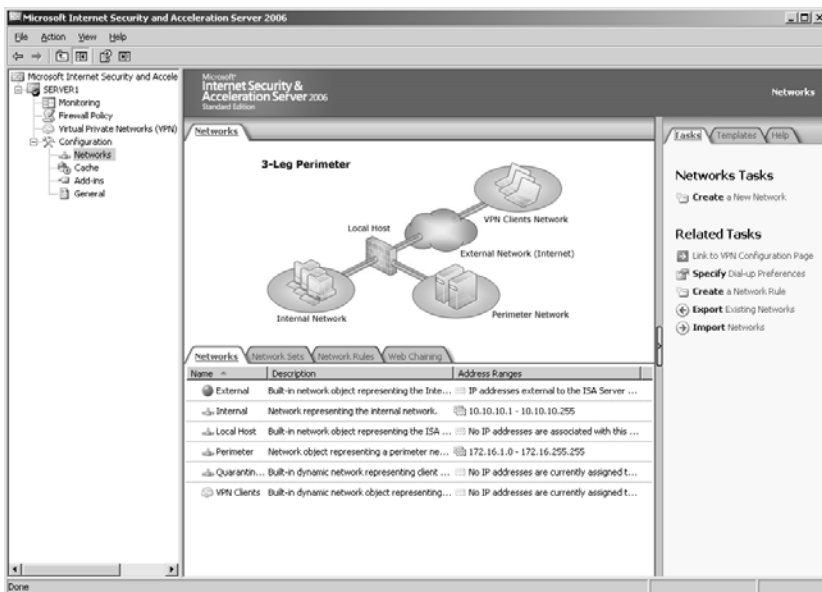 Microsoft Internet Security and Acceleration Server 2006
File Action View Help
Microsoft Internet Security and Accele
SERVER1
Monitoring
Firewall Policy
Virtual Private Networks (VPN)
Configuration
Networks
Cache
Add-ins
General
Microsoft
Internet Security &
Acceleration Server 2006
Standard Edition
Networks
Networks
3-Leg Perimeter
VPN Clients Network
Local Host
External Network (Internet)
Internal Network
Perimeter Network
Networks Network Sets Network Rules Web Chaining
Name Description Address Ranges
External Built-in network object representing the Inte... IP addresses external to the ISA Server ...
Internal Network representing the internal network. 10.10.10.1 - 10.10.10.255
Local Host Built-in network object representing the ISA ... No IP addresses are associated with this ...
Perimeter Network object representing a perimeter ne... 172.16.1.0 - 172.16.255.255
Quarantin... Built-in dynamic network representing client ... No IP addresses are currently assigned t...
VPN Clients Built-in dynamic network object representing... No IP addresses are currently assigned t...
Tasks Templates Help
Networks Tasks
Create a New Network
Related Tasks
Link to VPN Configuration Page
Specify Dial-up Preferences
Create a Network Rule
Export Existing Networks
Import Networks
Done